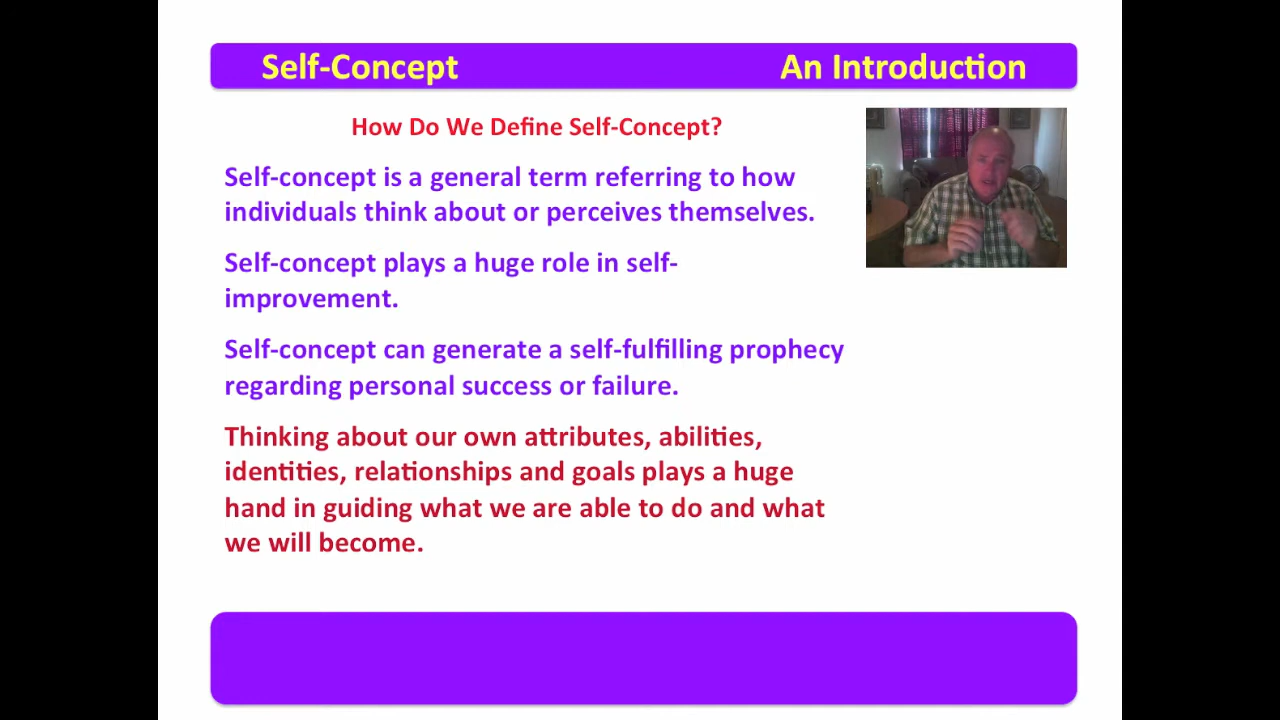 Self-Concept An Introduction
How Do We Define Self-Concept?
Self-concept is a general term referring to how
individuals think about or perceives themselves.
Self-concept plays a huge role in self-
improvement.
Self-concept can generate a self-fulfilling prophecy
regarding personal success or failure.
Thinking about our own attributes, abilities,
identities, relationships and goals plays a huge
hand in guiding what we are able to do and what
we will become.